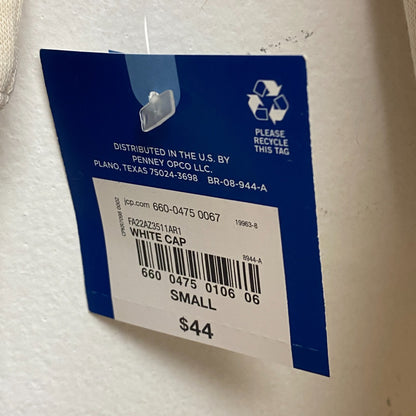 PLEASE
RECYCLE
THIS TAG
DISTRIBUTED IN THE U.S. BY
PENNEY OPCO LLC.
PLANO, TEXAS 75024-3698 BR-08-944-A
jcp.com 660-0475 0067
19963-8
FA22AZ3511AR1
WHITE CAP
8944-A
660 0475 0106 06
SMALL
$44